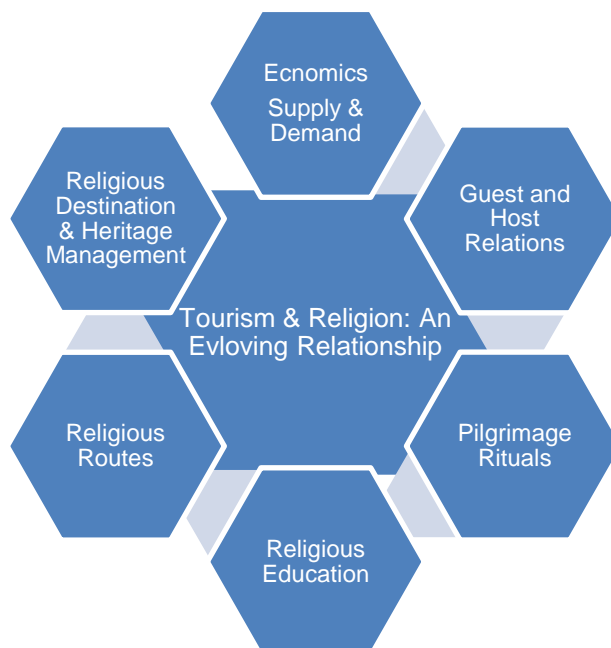 Ecnomics
Supply &
Demand
Guest and
Host
Relations
Pilgrimage
Rituals
Religious
Education
Religious
Routes
Religious
Destination
& Heritage
Management
Tourism & Religion: An
Evloving Relationship